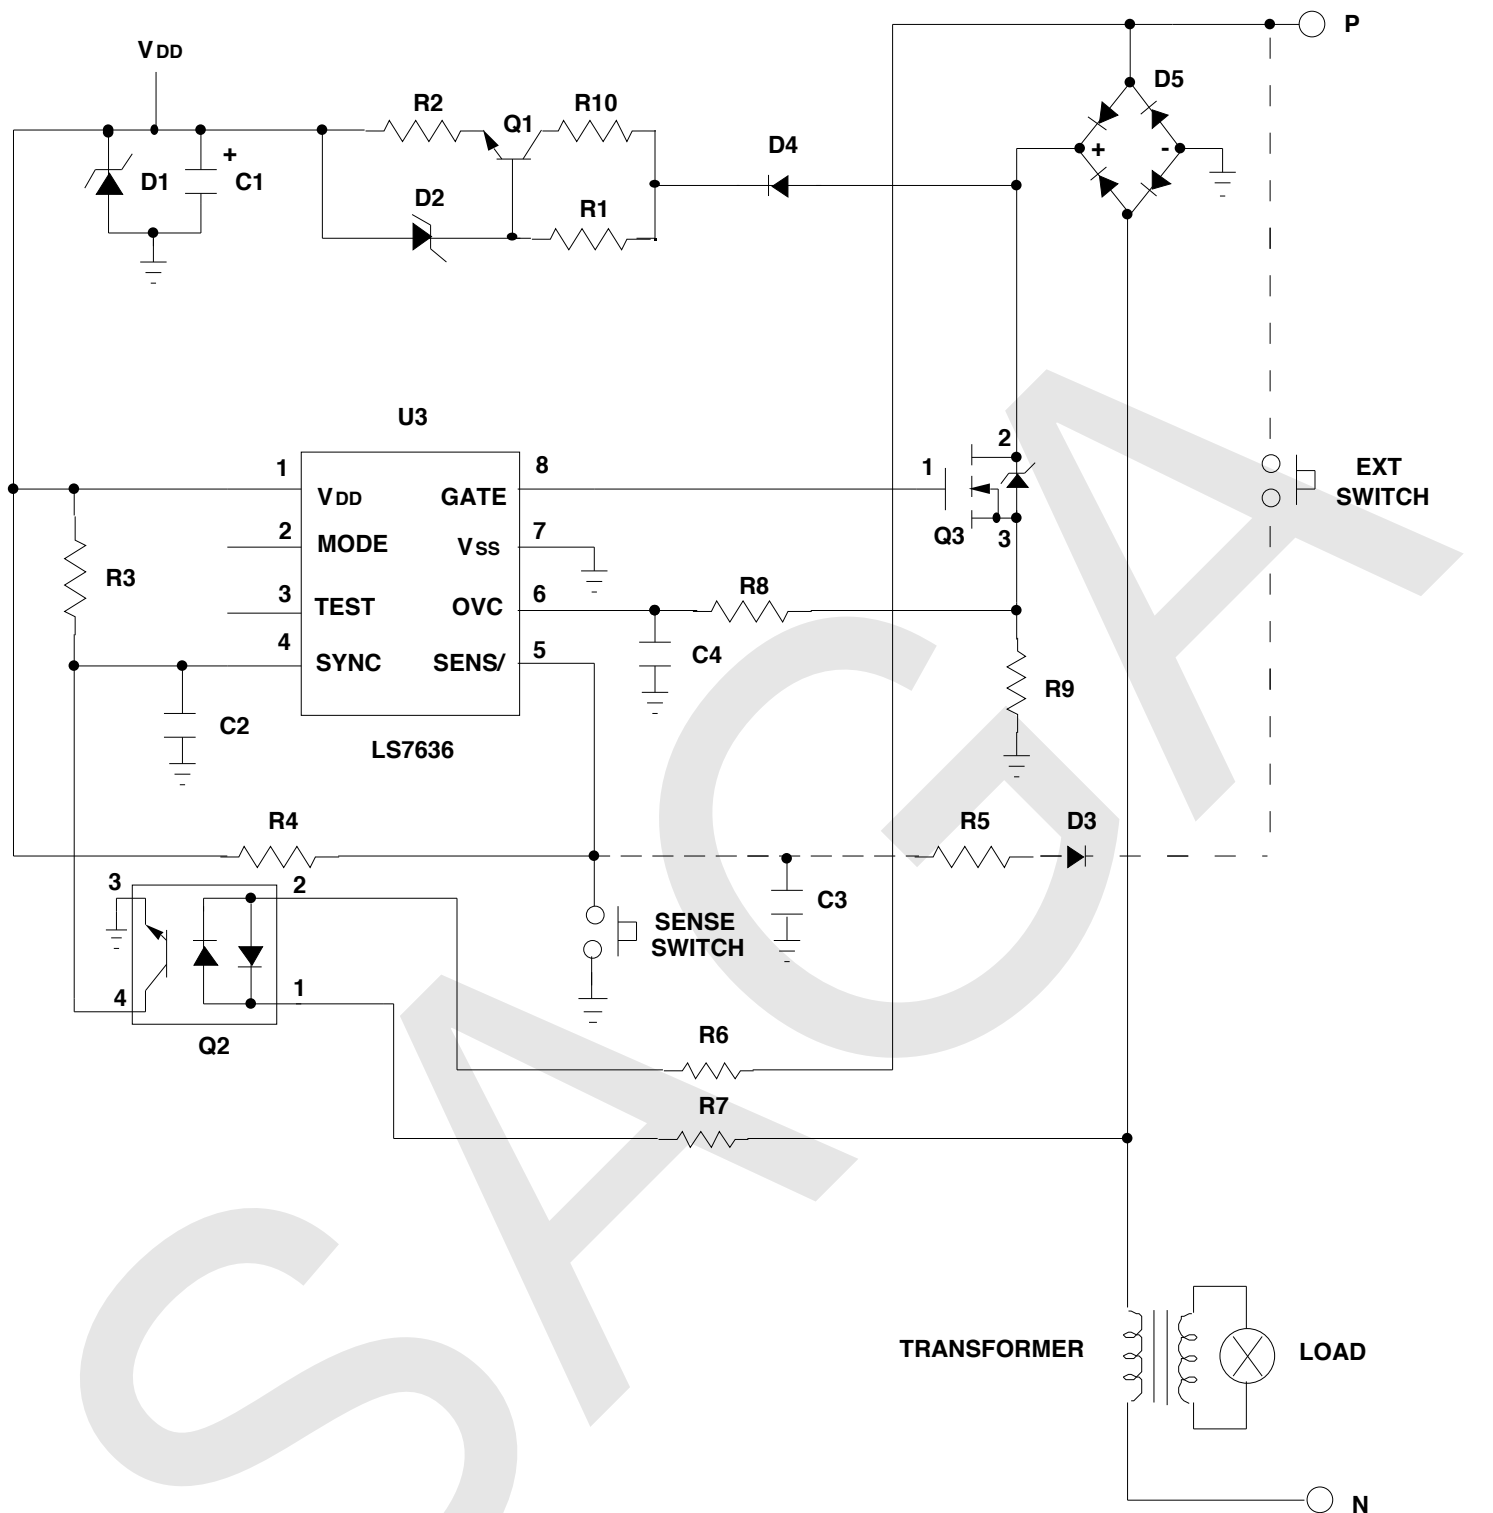 P
VDD
D5
R2
R10
Q1
D4
+
-
+
D1
C1
D2
R1
U3
1
8
2
1
EXT
SWITCH
VDD
GATE
2
7
MODE
VSS
Q3
3
R3
3
6
R8
TEST
OVC
4
5
C4
SYNC
SENS/
R9
C2
LS7636
R4
R5
D3
3
2
C3
SENSE
SWITCH
4
1
Q2
R6
R7
TRANSFORMER
LOAD
N
SAGA